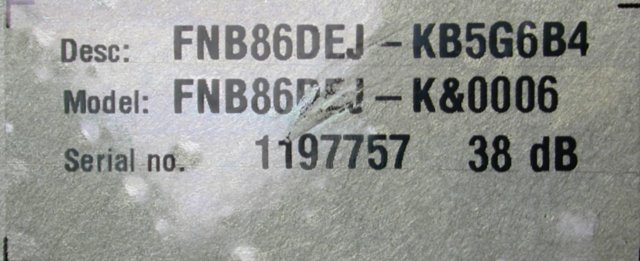 Desc: FNB86DEJ-KB5G6B4
Model: FNB86DEJ-K&0006
Serial no. 1197757 38 dB